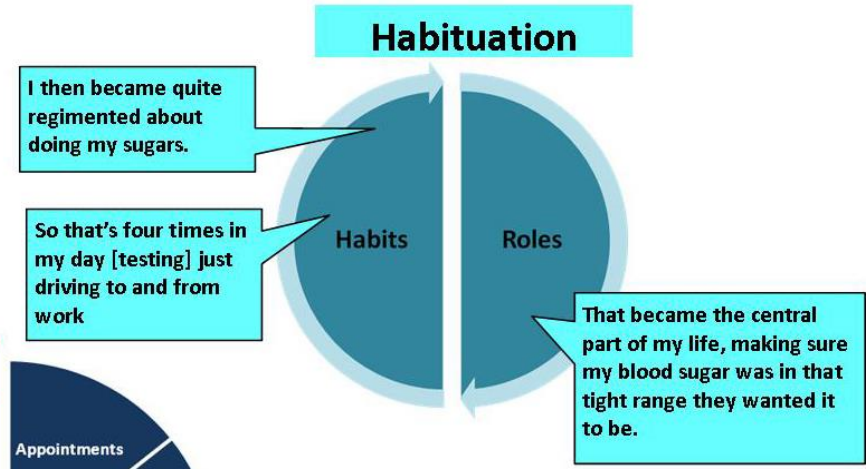 Habituation
I then became quite
regimented about
doing my sugars.
So that's four times in
my day [testing] just
driving to and from
work
Habits
Roles
That became the central
part of my life, making sure
my blood sugar was in that
tight range they wanted it
to be.
Appointments